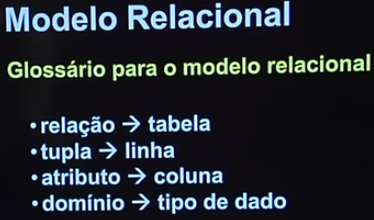 Modelo Relacional
Glossário para o modelo relacional
• relação → tabela
• tupla → linha
• atributo → coluna
• domínio → tipo de dado